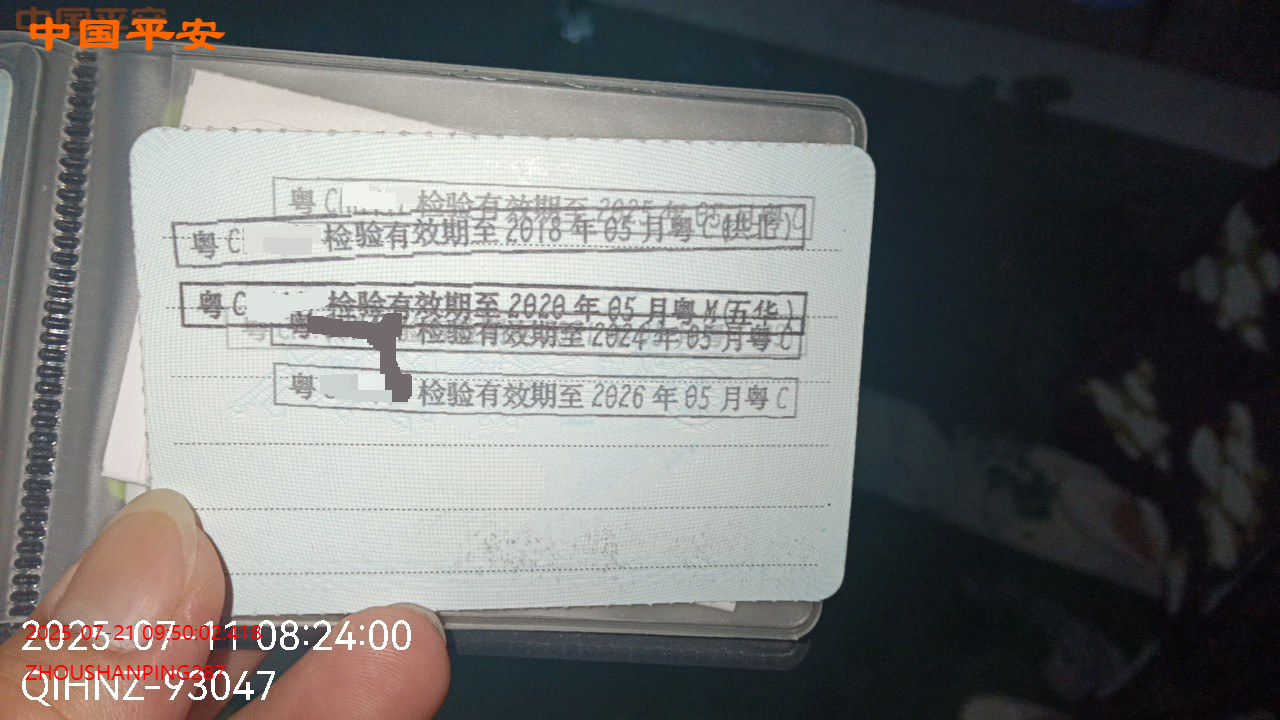 中国平安
粤C 检验有效期至 2025 年 05 月粤C
粤C 检验有效期至 2018 年 05 月粤C(拱北)
粤C 检验有效期至 2020 年 05 月粤M(五华)
粤 检验有效期至 2024 年 05 月粤C
粤 检验有效期至 2026 年 05 月粤C
2025-07-11 08:24:00
2025-07-21 09:50:02:418
ZHOUSHANPING287
QIHNZ-93047